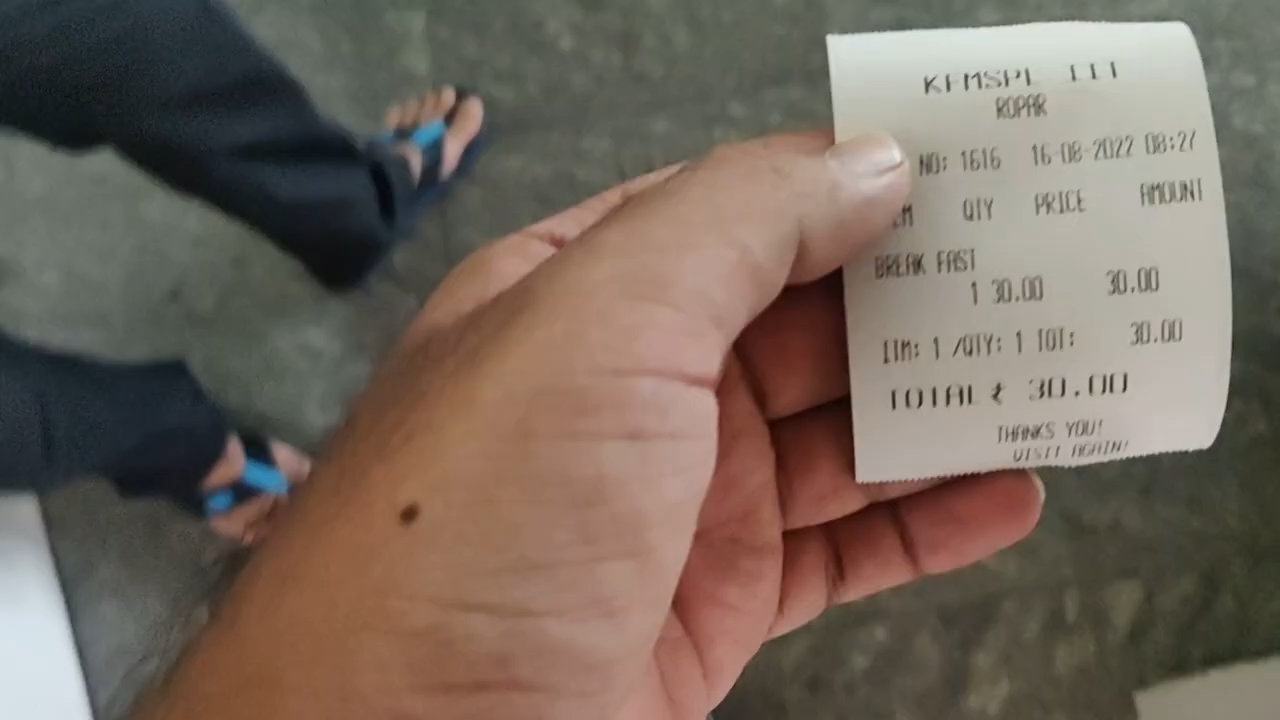 KFMSPL IIT
ROPAR
NO: 1616 16-08-2022 08:27
QTY PRICE AMOUNT
BREAK FAST
1 30.00 30.00
ITM: 1 /QTY: 1 TOT: 30.00
TOTAL ₹ 30.00
THANKS YOU!
VISIT AGAIN!